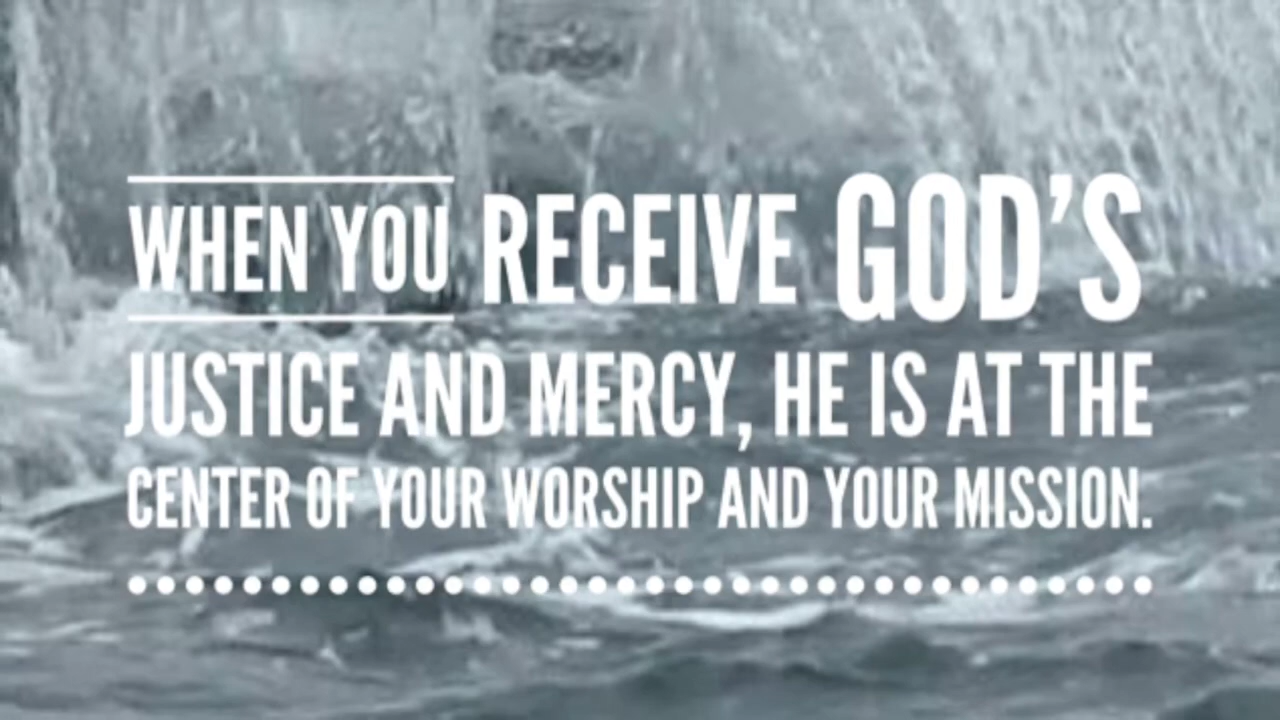 WHEN YOU RECEIVE GOD'S
JUSTICE AND MERCY, HE IS AT THE
CENTER OF YOUR WORSHIP AND YOUR MISSION.